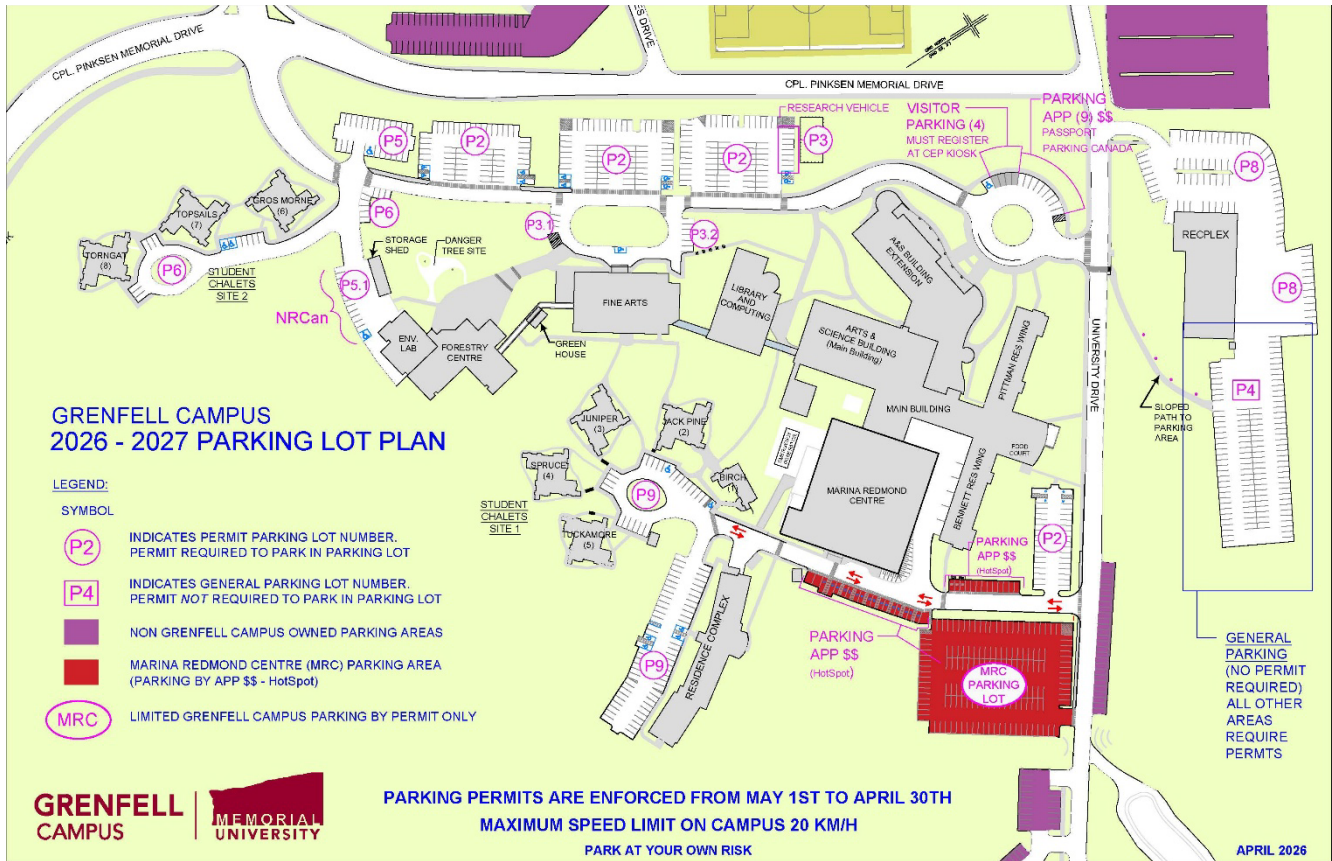 CPL. PINKSEN MEMORIAL DRIVE
ES DRIVE
CPL. PINKSEN MEMORIAL DRIVE
RESEARCH VEHICLE
VISITOR
PARKING (4)
MUST REGISTER
AT CEP KIOSK
PARKING
APP (9) $$
PASSPORT
PARKING CANADA
P5
P2
P2
P2
P3
P8
P6
P3.1
P3.2
GROS MORNE
(6)
TOPSAILS
(7)
TORNGAT
(8)
P6
STUDENT
CHALETS
SITE 2
STORAGE
SHED
DANGER
TREE SITE
P5.1
NRCan
ENV.
LAB
FORESTRY
CENTRE
GREEN
HOUSE
FINE ARTS
LIBRARY
AND
COMPUTING
A&S BUILDING
EXTENSION
ARTS &
SCIENCE BUILDING
(Main Building)
MAIN BUILDING
PITTMAN RES WING
BENNETT RES WING
FOOD
COURT
UNIVERSITY DRIVE
RECPLEX
P8
P4
SLOPED
PATH TO
PARKING
AREA
JUNIPER
(3)
JACK PINE
(2)
SPRUCE
(4)
BIRCH
(1)
TUCKAMORE
(5)
P9
STUDENT
CHALETS
SITE 1
MARINA REDMOND
CENTRE
P2
PARKING
APP $$
(HotSpot)
P9
RESIDENCE COMPLEX
PARKING
APP $$
(HotSpot)
MRC
PARKING
LOT
GENERAL
PARKING
(NO PERMIT
REQUIRED)
ALL OTHER
AREAS
REQUIRE
PERMTS
GRENFELL CAMPUS
2026 - 2027 PARKING LOT PLAN
LEGEND:
SYMBOL
P2
INDICATES PERMIT PARKING LOT NUMBER.
PERMIT REQUIRED TO PARK IN PARKING LOT
P4
INDICATES GENERAL PARKING LOT NUMBER.
PERMIT NOT REQUIRED TO PARK IN PARKING LOT
NON GRENFELL CAMPUS OWNED PARKING AREAS
MARINA REDMOND CENTRE (MRC) PARKING AREA
(PARKING BY APP $$ - HotSpot)
MRC
LIMITED GRENFELL CAMPUS PARKING BY PERMIT ONLY
GRENFELL
CAMPUS
MEMORIAL
UNIVERSITY
PARKING PERMITS ARE ENFORCED FROM MAY 1ST TO APRIL 30TH
MAXIMUM SPEED LIMIT ON CAMPUS 20 KM/H
PARK AT YOUR OWN RISK
APRIL 2026